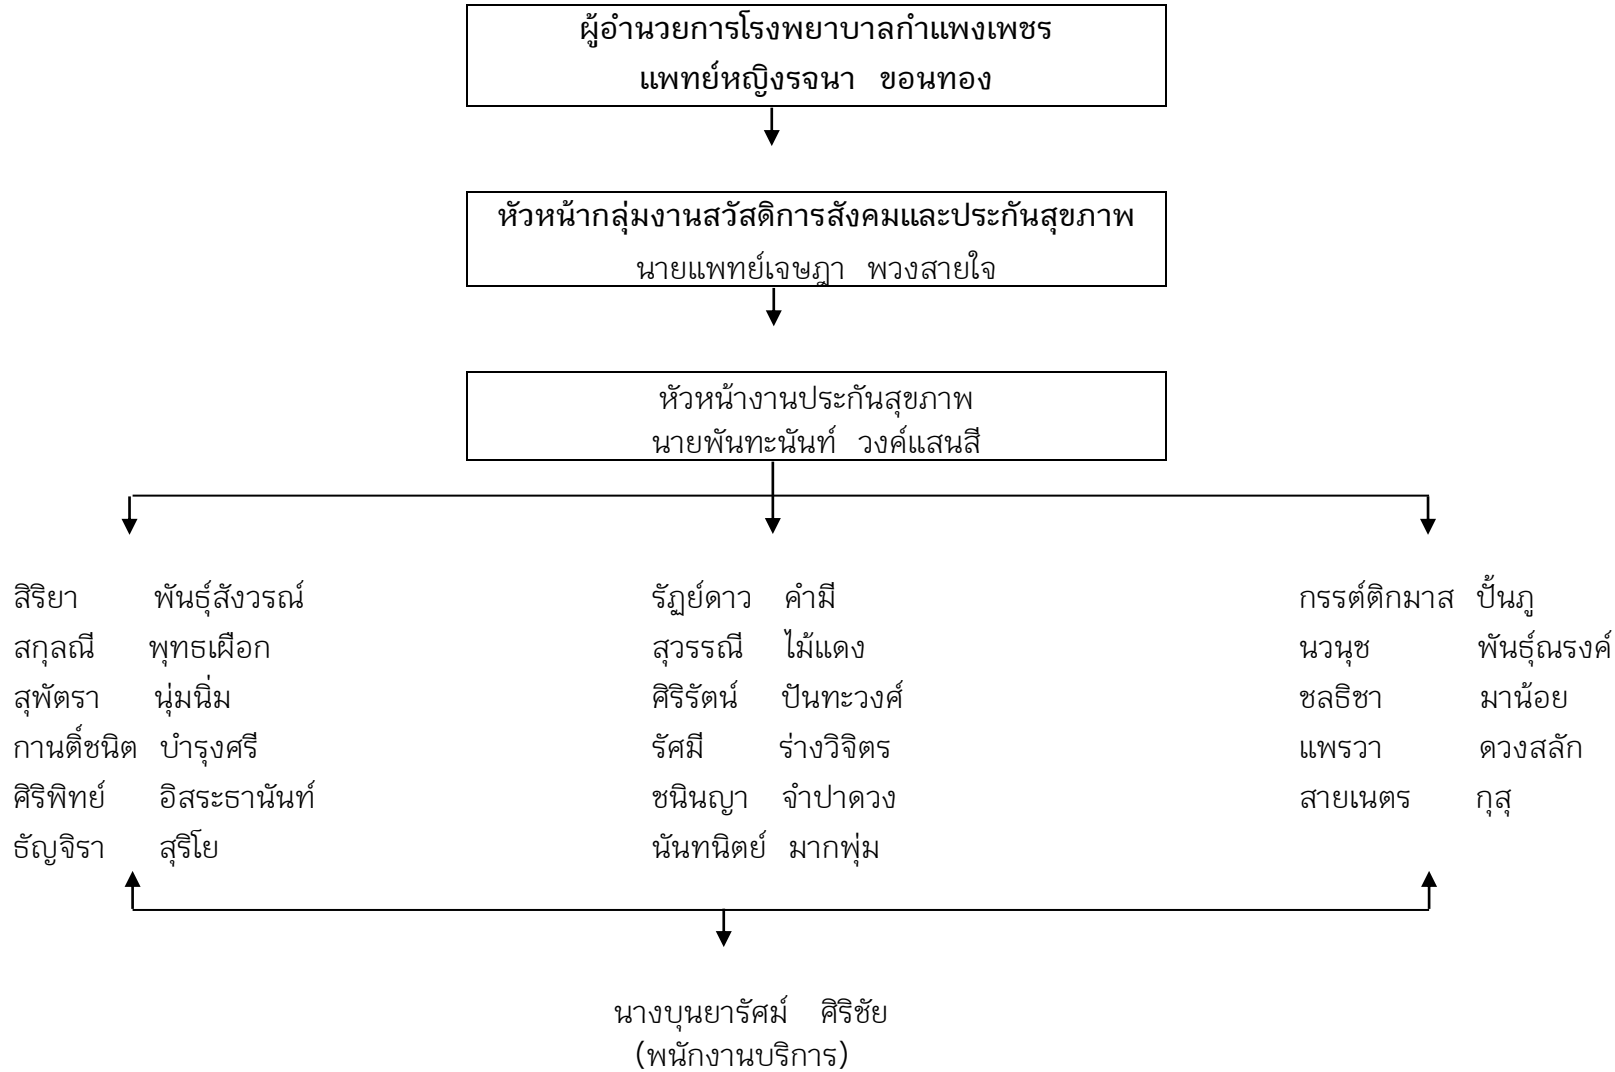 ผู้อำนวยการโรงพยาบาลกำแพงเพชร
แพทย์หญิงรจนา ขอนทอง
หัวหน้ากลุ่มงานสวัสดิการสังคมและประกันสุขภาพ
นายแพทย์เจษฎา พวงสายใจ
หัวหน้างานประกันสุขภาพ
นายพันทะนันท์ วงค์แสนสี
สิริยา พันธุ์สังวรณ์
สกุลณี พุทธเผือก
สุพัตรา นุ่มนิ่ม
กานติ์ชนิต บำรุงศรี
ศิริพิทย์ อิสระธานันท์
ธัญจิรา สุริโย
รัฏย์ดาว คำมี
สุวรรณี ไม้แดง
ศิริรัตน์ ปันทะวงศ์
รัศมี ร่างวิจิตร
ชนินญา จำปาดวง
นันทนิตย์ มากพุ่ม
กรรต์ติกมาส ปั้นภู
นวนุช พันธุ์ณรงค์
ชลธิชา มาน้อย
แพรวา ดวงสลัก
สายเนตร กุสุ
นางบุนยารัศม์ ศิริชัย
(พนักงานบริการ)